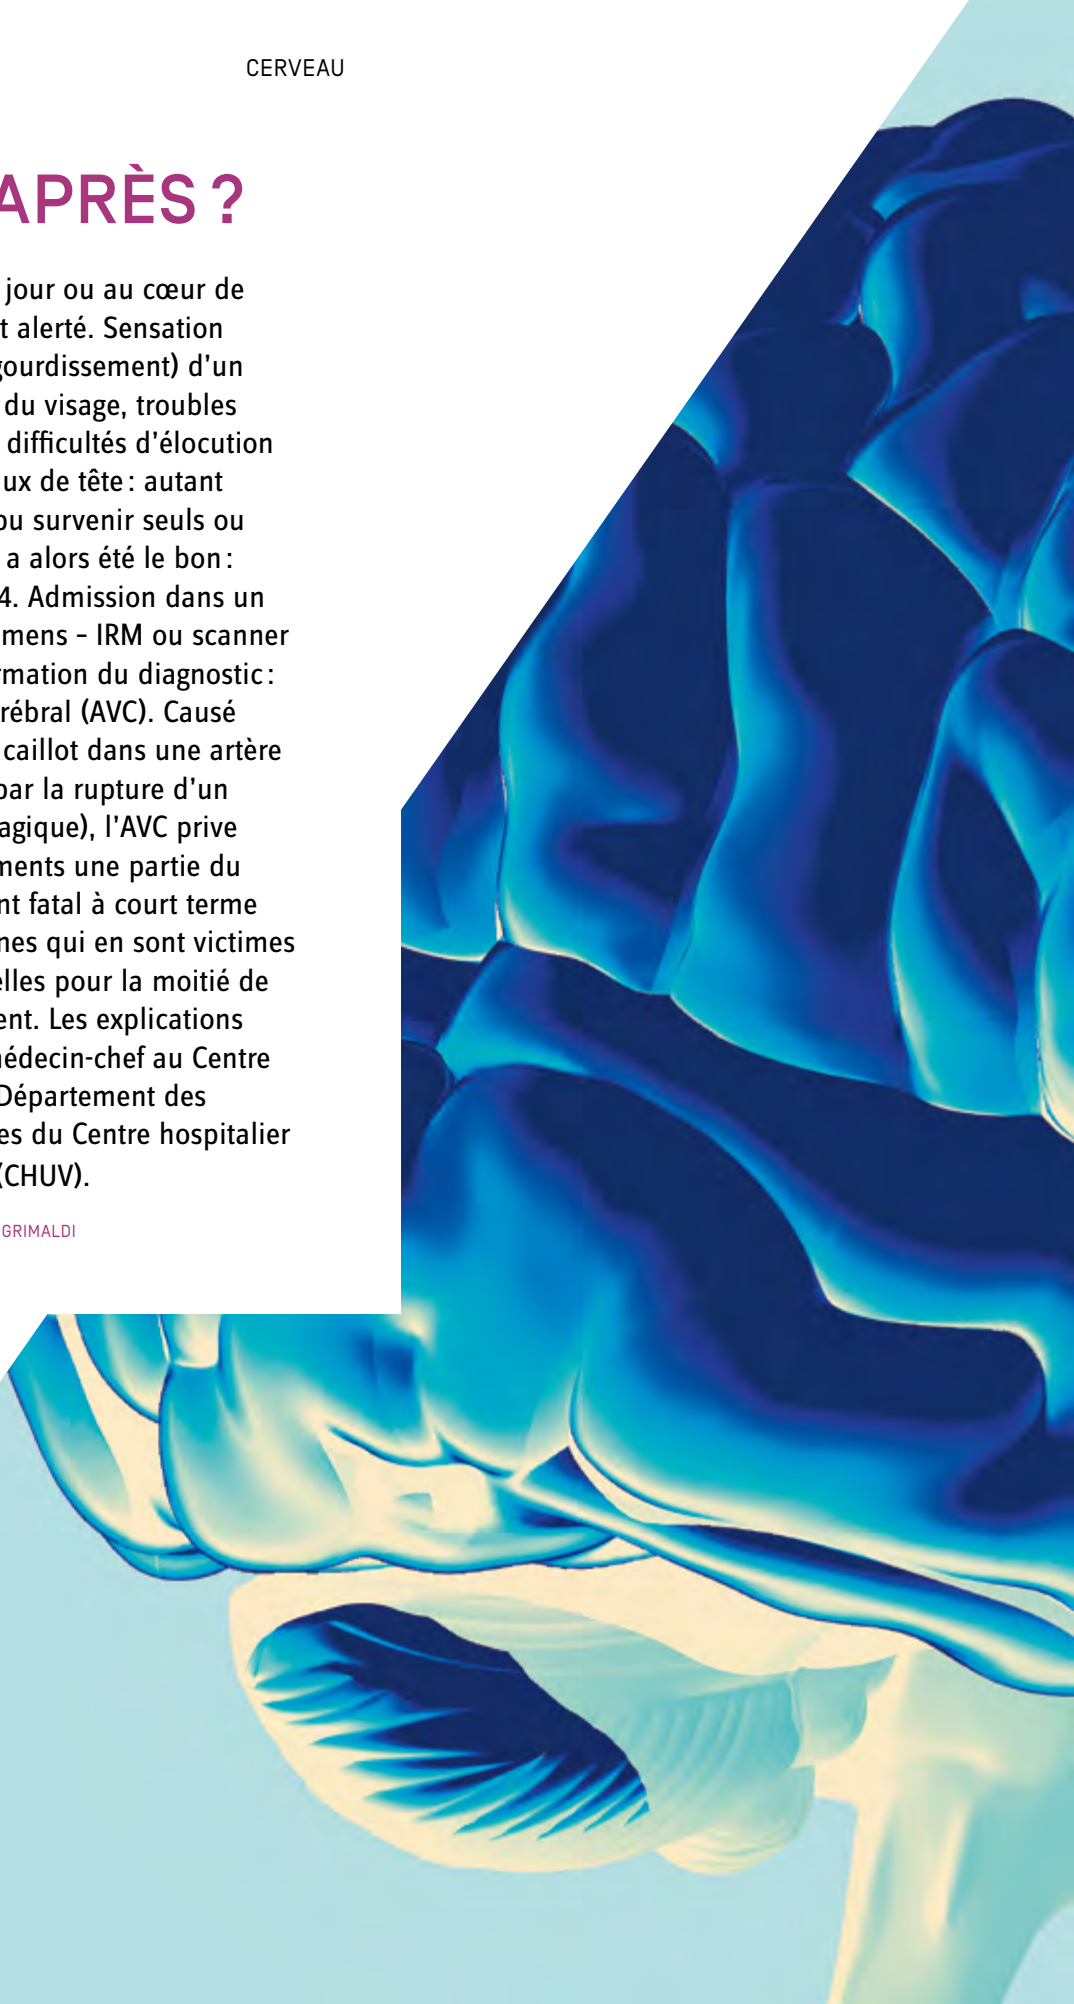 CERVEAU
APRÈS ?
jour ou au cœur de
t alerté. Sensation
gourdissement) d'un
du visage, troubles
difficultés d'élocution
ux de tête : autant
pu survenir seuls ou
a alors été le bon :
4. Admission dans un
mens – IRM ou scanner
rmation du diagnostic :
rébral (AVC). Causé
caillot dans une artère
par la rupture d'un
agique), l'AVC prive
ments une partie du
nt fatal à court terme
nes qui en sont victimes
elles pour la moitié de
ent. Les explications
médecin-chef au Centre
Département des
es du Centre hospitalier
(CHUV).
GRIMALDI